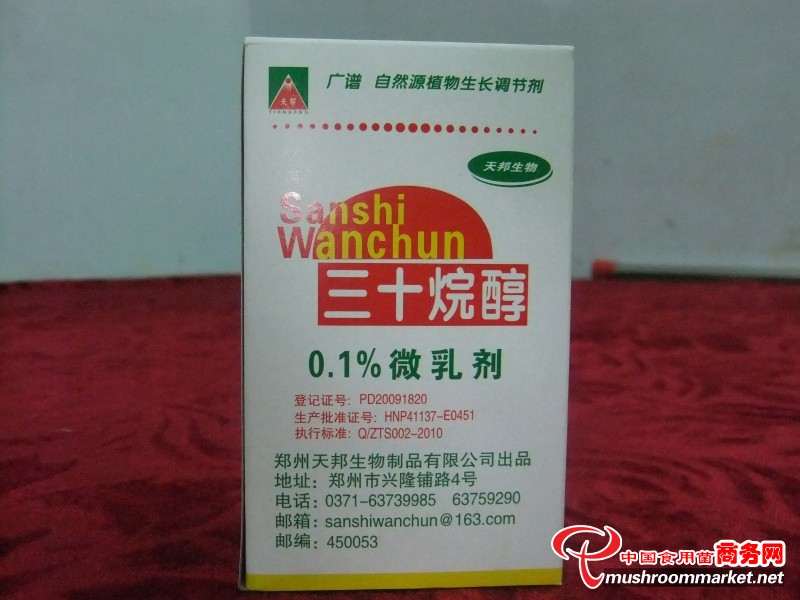 天邦
广谱 自然源植物生长调节剂
天邦生物
Sanshi
Wanchun
三十烷醇
0.1%微乳剂
登记证号：PD20091820
生产批准证号：HNP41137-E0451
执行标准：Q/ZTS002-2010
郑州天邦生物制品有限公司出品
地址：郑州市兴隆铺路4号
电话：0371-63739985 63759290
邮箱：sanshiwanchun@163.com
邮编：450053
中国食用菌商务网
mushroommarket.net